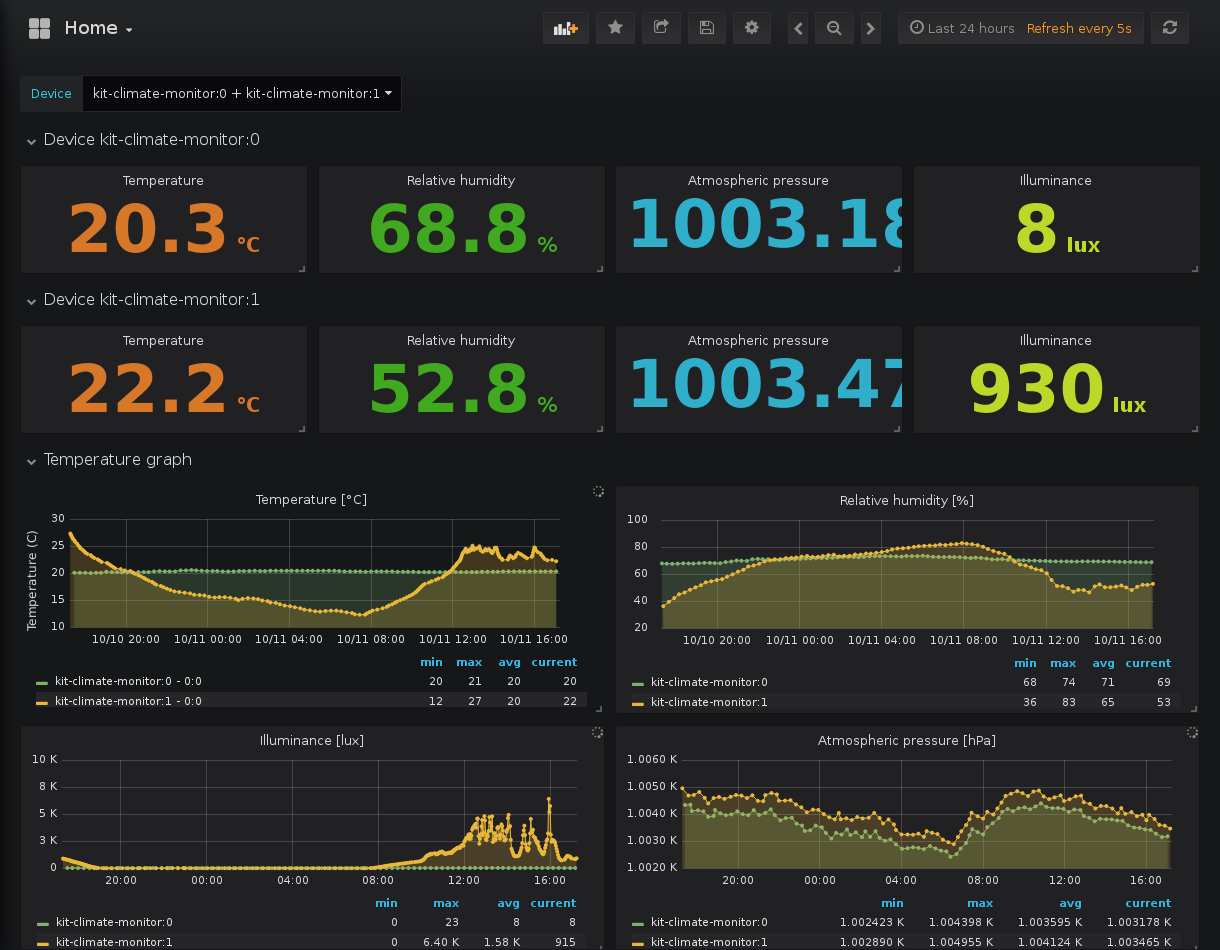 Home
Last 24 hours Refresh every 5s
Device kit-climate-monitor:0 + kit-climate-monitor:1
Device kit-climate-monitor:0
Temperature Relative humidity Atmospheric pressure Illuminance
20.3 °C 68.8 % 1003.18 8 lux
Device kit-climate-monitor:1
Temperature Relative humidity Atmospheric pressure Illuminance
22.2 °C 52.8 % 1003.47 930 lux
Temperature graph
Temperature [°C]
Temperature (C)
30
25
20
15
10
10/10 20:00 10/11 00:00 10/11 04:00 10/11 08:00 10/11 12:00 10/11 16:00
min max avg current
kit-climate-monitor:0 - 0:0 20 21 20 20
kit-climate-monitor:1 - 0:0 12 27 20 22
Relative humidity [%]
100
80
60
40
20
10/10 20:00 10/11 00:00 10/11 04:00 10/11 08:00 10/11 12:00 10/11 16:00
min max avg current
kit-climate-monitor:0 68 74 71 69
kit-climate-monitor:1 36 83 65 53
Illuminance [lux]
10 K
8 K
5 K
3 K
0
20:00 00:00 04:00 08:00 12:00 16:00
min max avg current
kit-climate-monitor:0 0 23 8 8
kit-climate-monitor:1 0 6.40 K 1.58 K 915
Atmospheric pressure [hPa]
1.0060 K
1.0050 K
1.0040 K
1.0030 K
1.0020 K
20:00 00:00 04:00 08:00 12:00 16:00
min max avg current
kit-climate-monitor:0 1.002423 K 1.004398 K 1.003595 K 1.003178 K
kit-climate-monitor:1 1.002890 K 1.004955 K 1.004124 K 1.003465 K